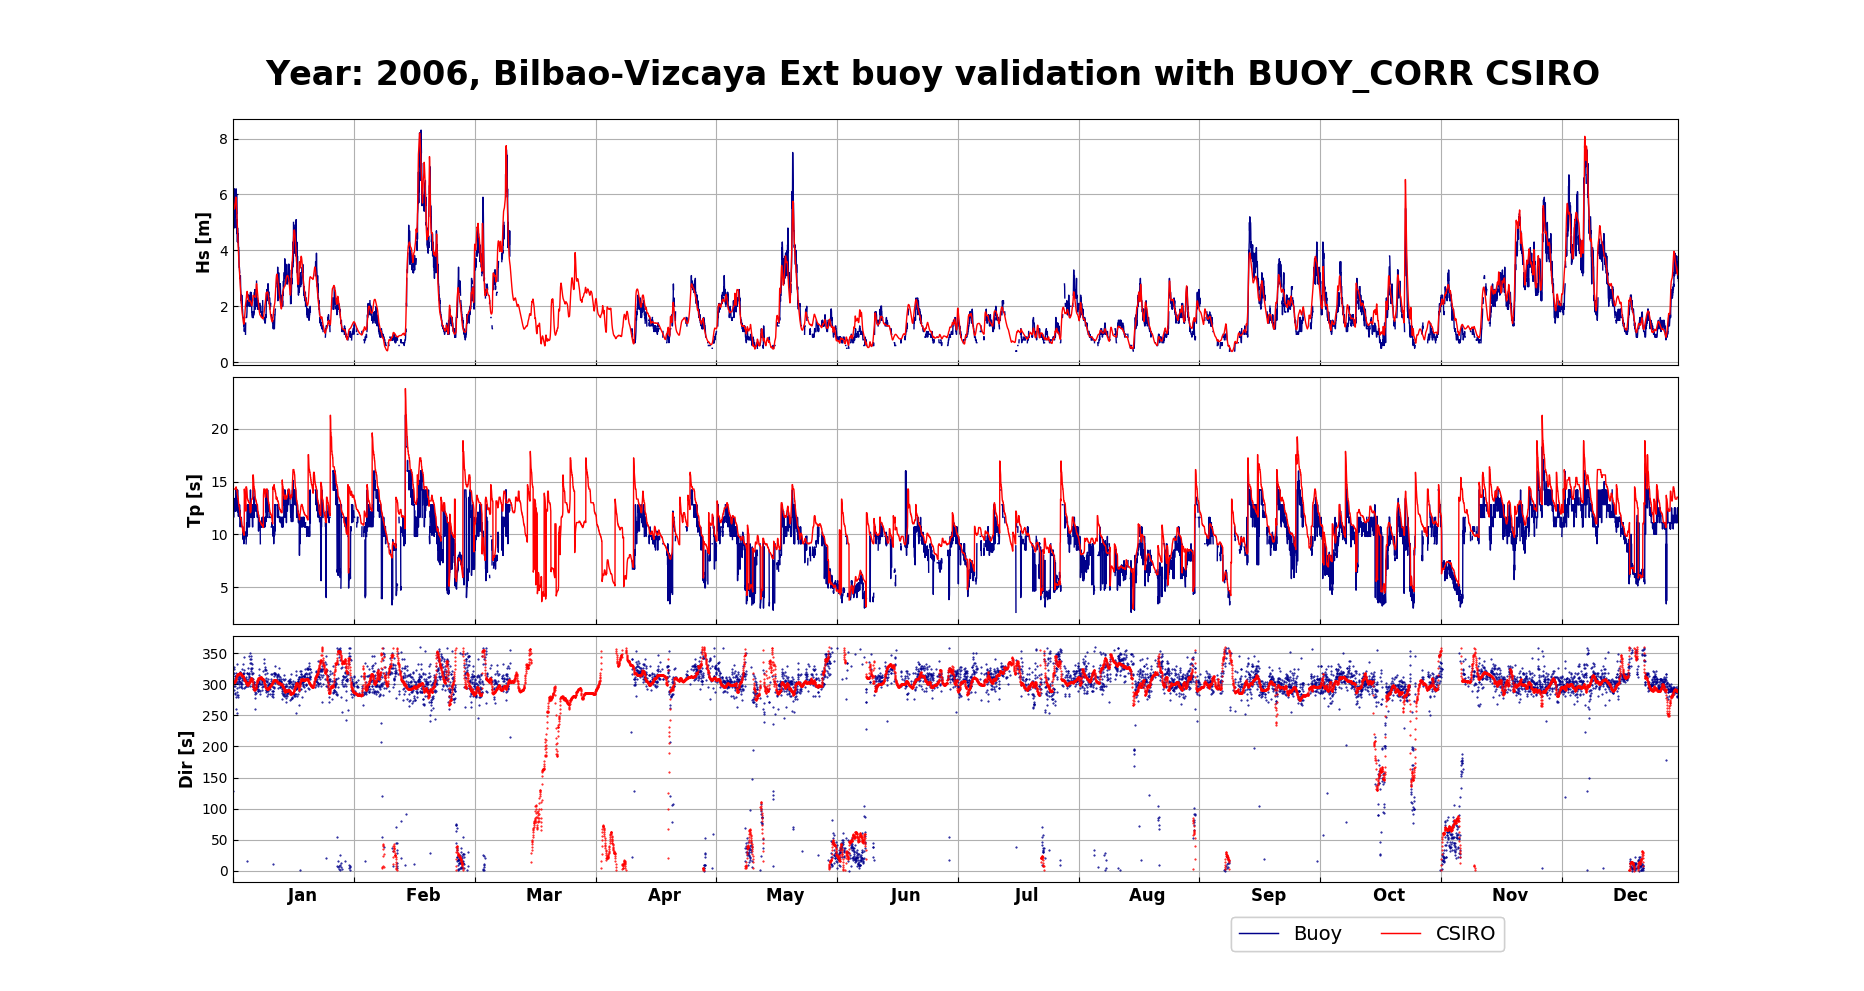 Year: 2006, Bilbao-Vizcaya Ext buoy validation with BUOY_CORR CSIRO
8
6
4
2
0
Hs [m]
20
15
10
5
Tp [s]
350
300
250
200
150
100
50
0
Dir [s]
Jan Feb Mar Apr May Jun Jul Aug Sep Oct Nov Dec
Buoy CSIRO